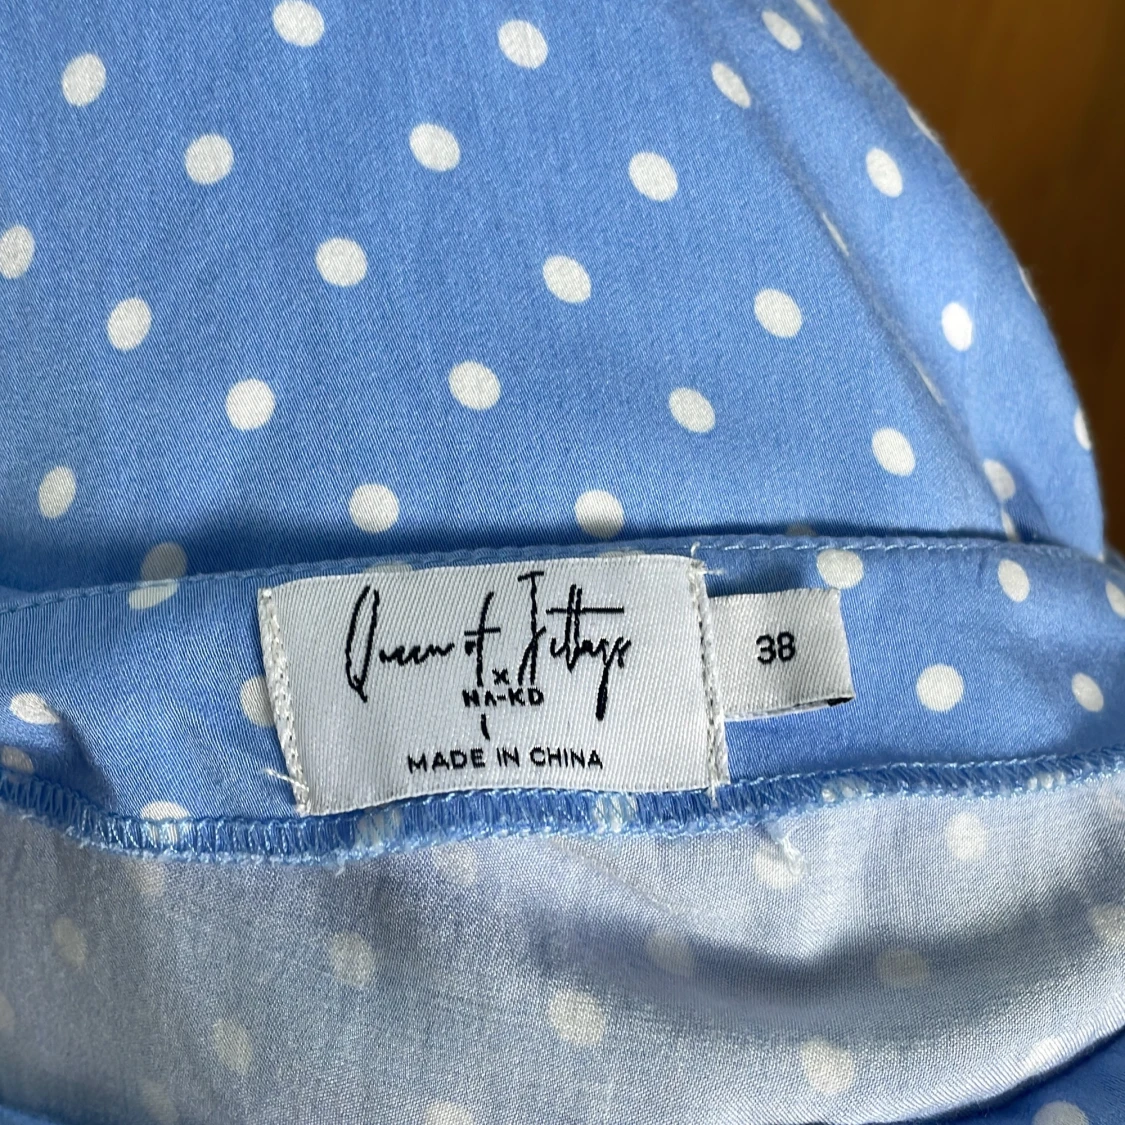 Queen of Jetlags
x
NA-KD
MADE IN CHINA
38